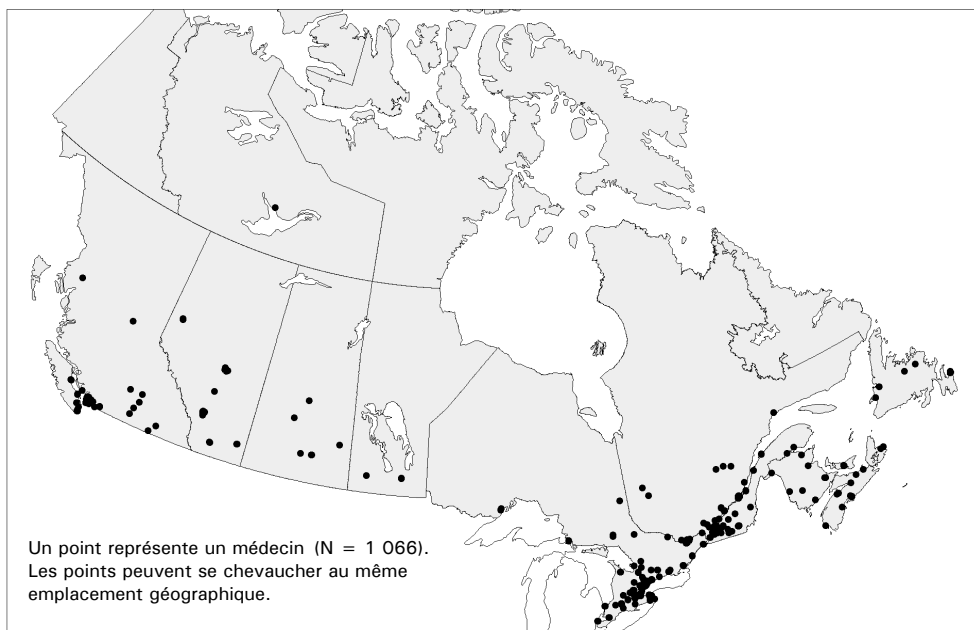 Un point représente un médecin (N = 1 066).
Les points peuvent se chevaucher au même
emplacement géographique.